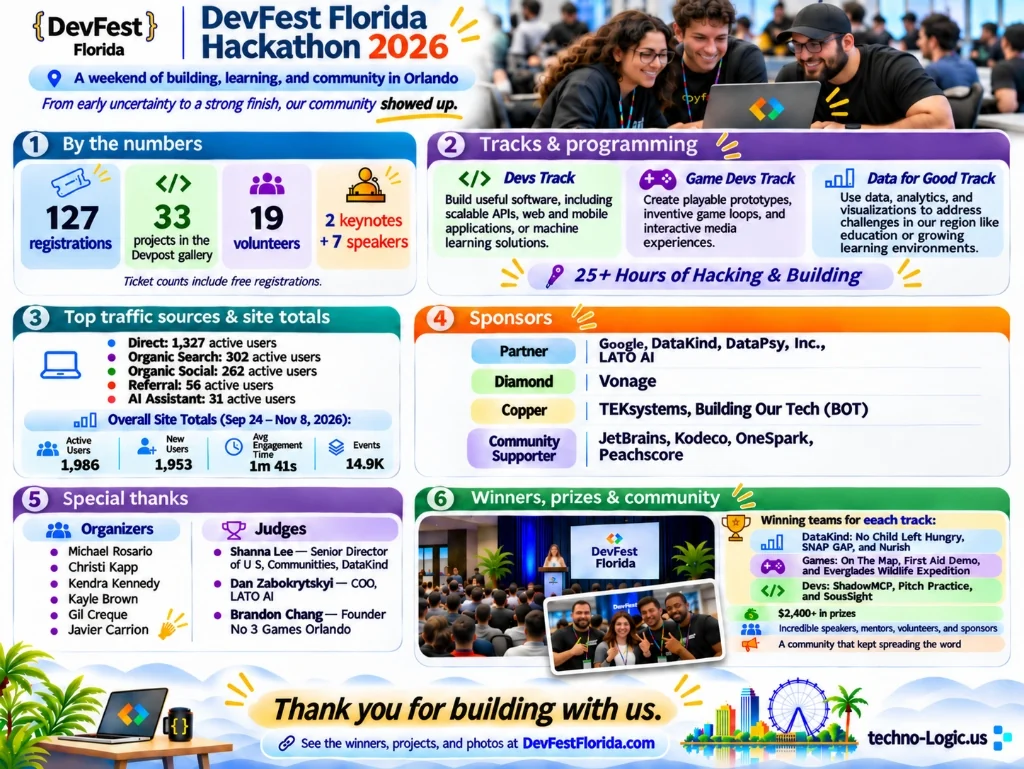 {DevFest}
Florida
DevFest Florida
Hackathon 2026
A weekend of building, learning, and community in Orlando
From early uncertainty to a strong finish, our community showed up.
1 By the numbers
127
registrations
</>
33
projects in the
Devpost gallery
19
volunteers
2 keynotes
+ 7 speakers
Ticket counts include free registrations.
2 Tracks & programming
</> Devs Track
Build useful software, including
scalable APIs, web and mobile
applications, or machine
learning solutions.
Game Devs Track
Create playable prototypes,
inventive game loops, and
interactive media
experiences.
Data for Good Track
Use data, analytics, and
visualizations to address
challenges in our region like
education or growing
learning environments.
25+ Hours of Hacking & Building
3 Top traffic sources & site totals
Direct: 1,327 active users
Organic Search: 302 active users
Organic Social: 262 active users
Referral: 56 active users
AI Assistant: 31 active users
Overall Site Totals (Sep 24 – Nov 8, 2026):
Active
Users
1,986
New
Users
1,953
Avg
Engagement
Time
1m 41s
Events
14.9K
4 Sponsors
Partner
Google, DataKind, DataPsy, Inc.,
LATO AI
Diamond
Vonage
Copper
TEKsystems, Building Our Tech (BOT)
Community
Supporter
JetBrains, Kodeco, OneSpark,
Peachscore
5 Special thanks
Organizers
Michael Rosario
Christi Kapp
Kendra Kennedy
Kayle Brown
Gil Creque
Javier Carrion
Judges
Shanna Lee — Senior Director
of U S, Communities, DataKind
Dan Zabokrytskyi — COO,
LATO AI
Brandon Chang — Founder
No 3 Games Orlando
6 Winners, prizes & community
DevFest
Florida
DevFest
Winning teams for eeach track:
DataKind: No Child Left Hungry,
SNAP GAP, and Nurish
Games: On The Map, First Aid Demo,
and Everglades Wildlife Expedition
</> Devs: ShadowMCP, Pitch Practice,
and SousSight
$2,400+ in prizes
Incredible speakers, mentors, volunteers, and sponsors
A community that kept spreading the word
Thank you for building with us.
See the winners, projects, and photos at DevFestFlorida.com
techno-Logic.us